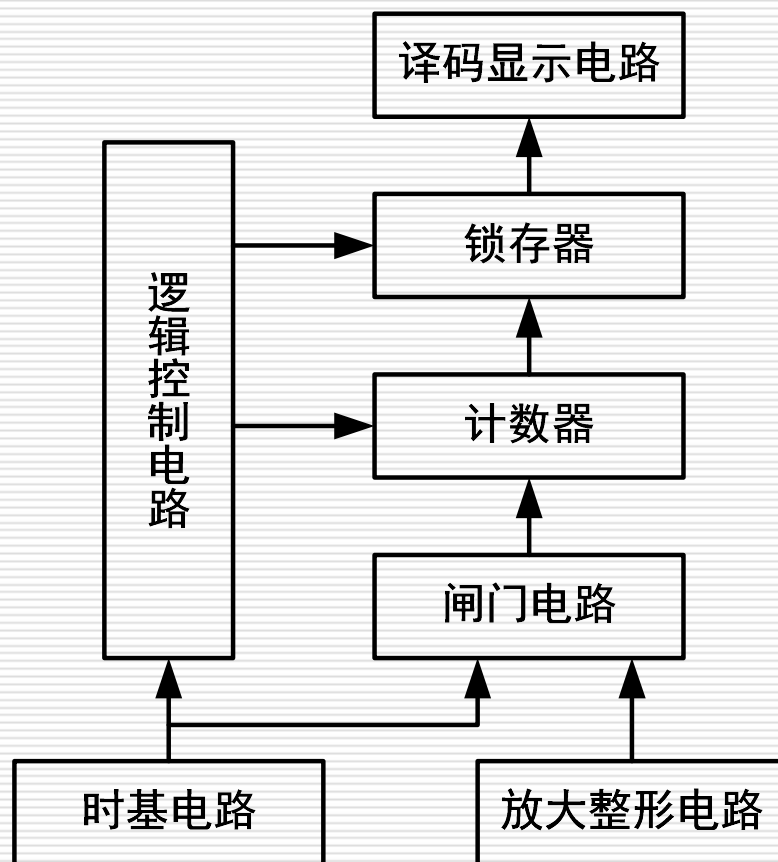 译码显示电路
锁存器
逻辑控制电路
计数器
闸门电路
时基电路
放大整形电路